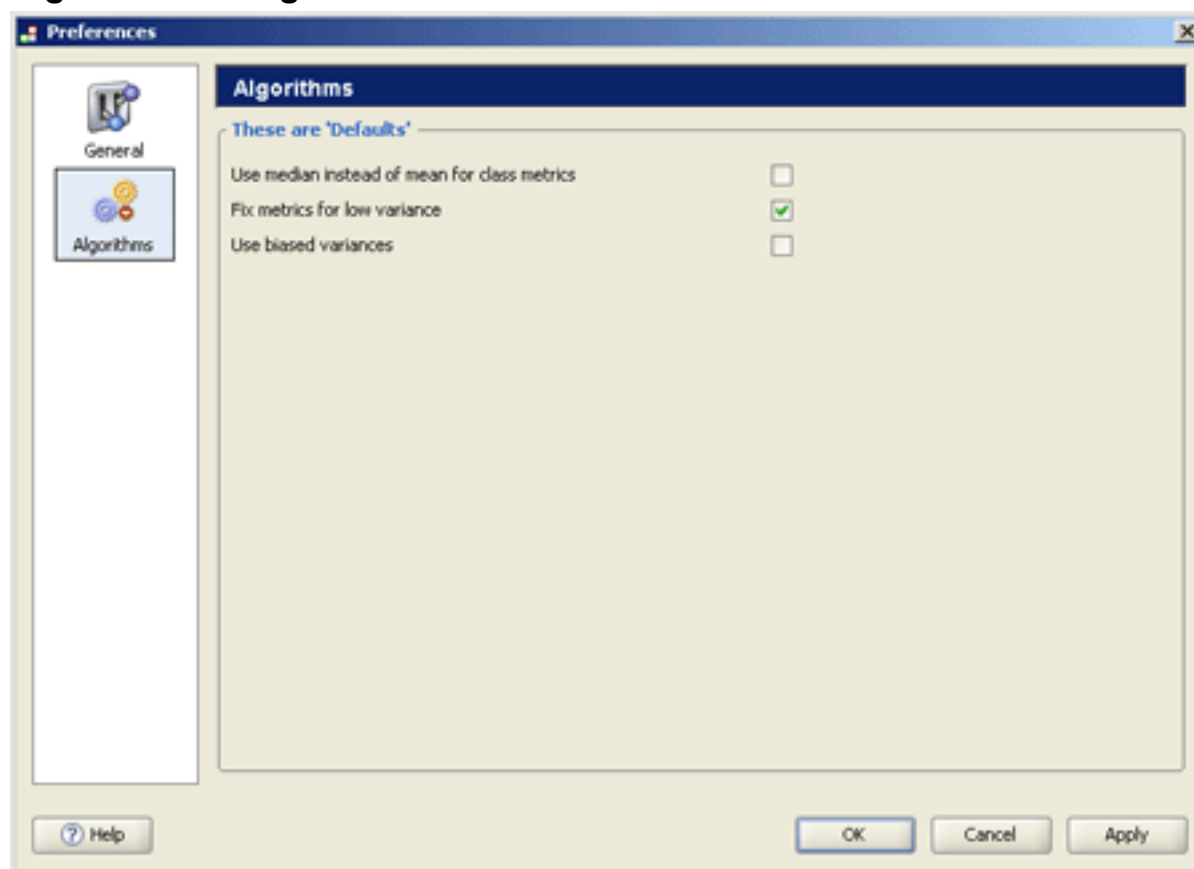 Preferences
General
Algorithms
Algorithms
These are 'Defaults'
Use median instead of mean for class metrics
Fix metrics for low variance
Use biased variances
Help
OK
Cancel
Apply